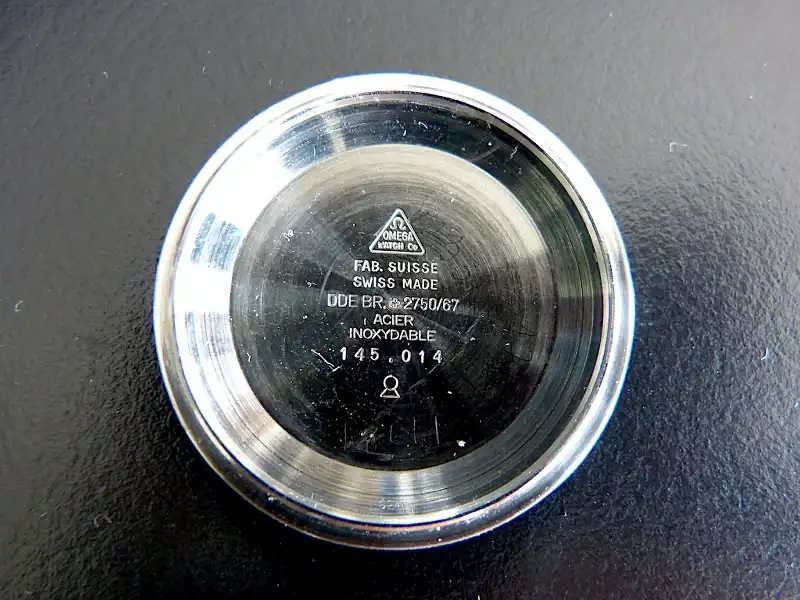 Ω
OMEGA
WATCH Co
FAB. SUISSE
SWISS MADE
DDE BR. ✙ 2750/67
ACIER
INOXYDABLE
145.014